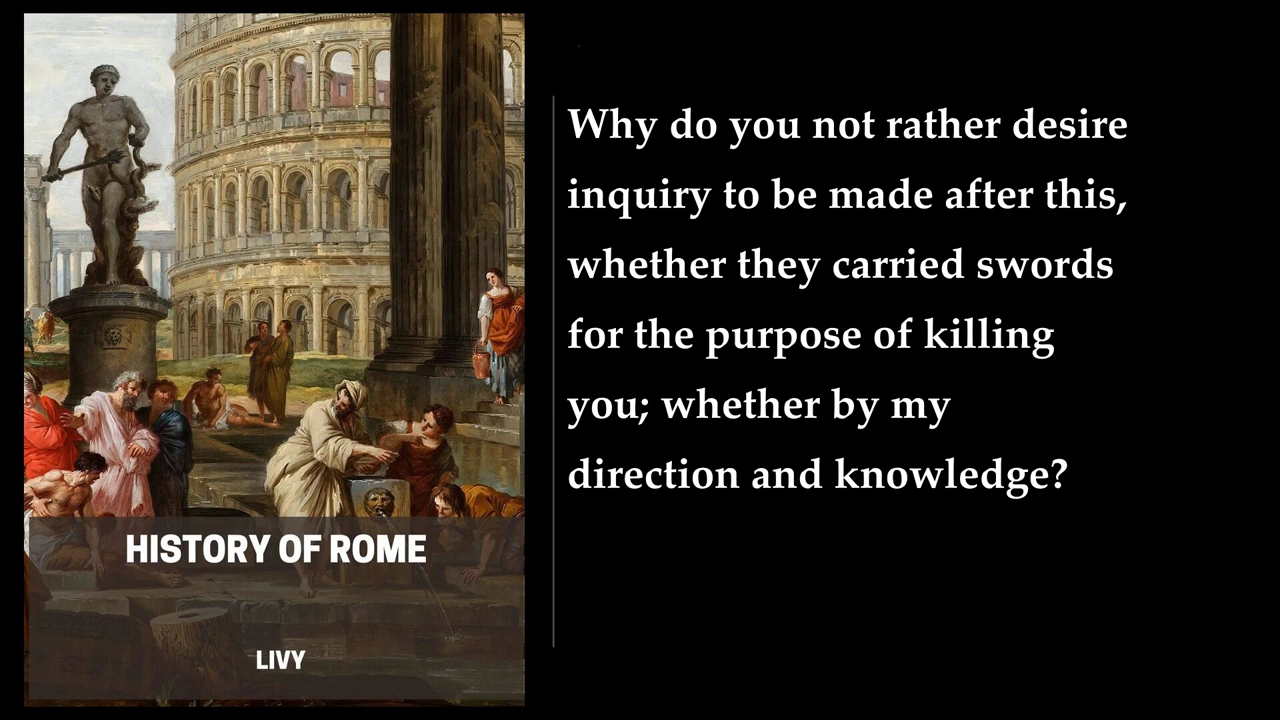 Why do you not rather desire
inquiry to be made after this,
whether they carried swords
for the purpose of killing
you; whether by my
direction and knowledge?
HISTORY OF ROME
LIVY